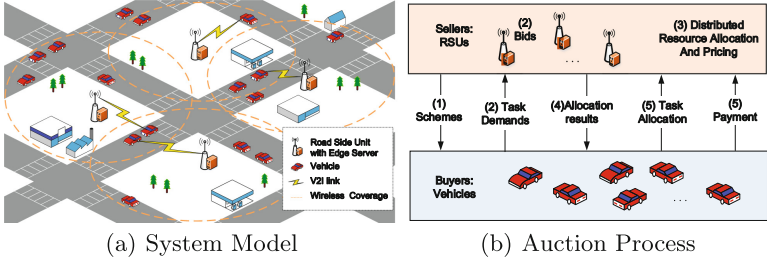 Road Side Unit
with Edge Server
Vehicle
V2I link
Wireless Coverage
(a) System Model
Sellers:
RSUs
(2)
Bids
. . .
(3) Distributed
Resource Allocation
And Pricing
(1)
Schemes
(2) Task
Demands
(4)Allocation
results
(5) Task
Allocation
(5)
Payment
Buyers:
Vehicles
. . .
(b) Auction Process